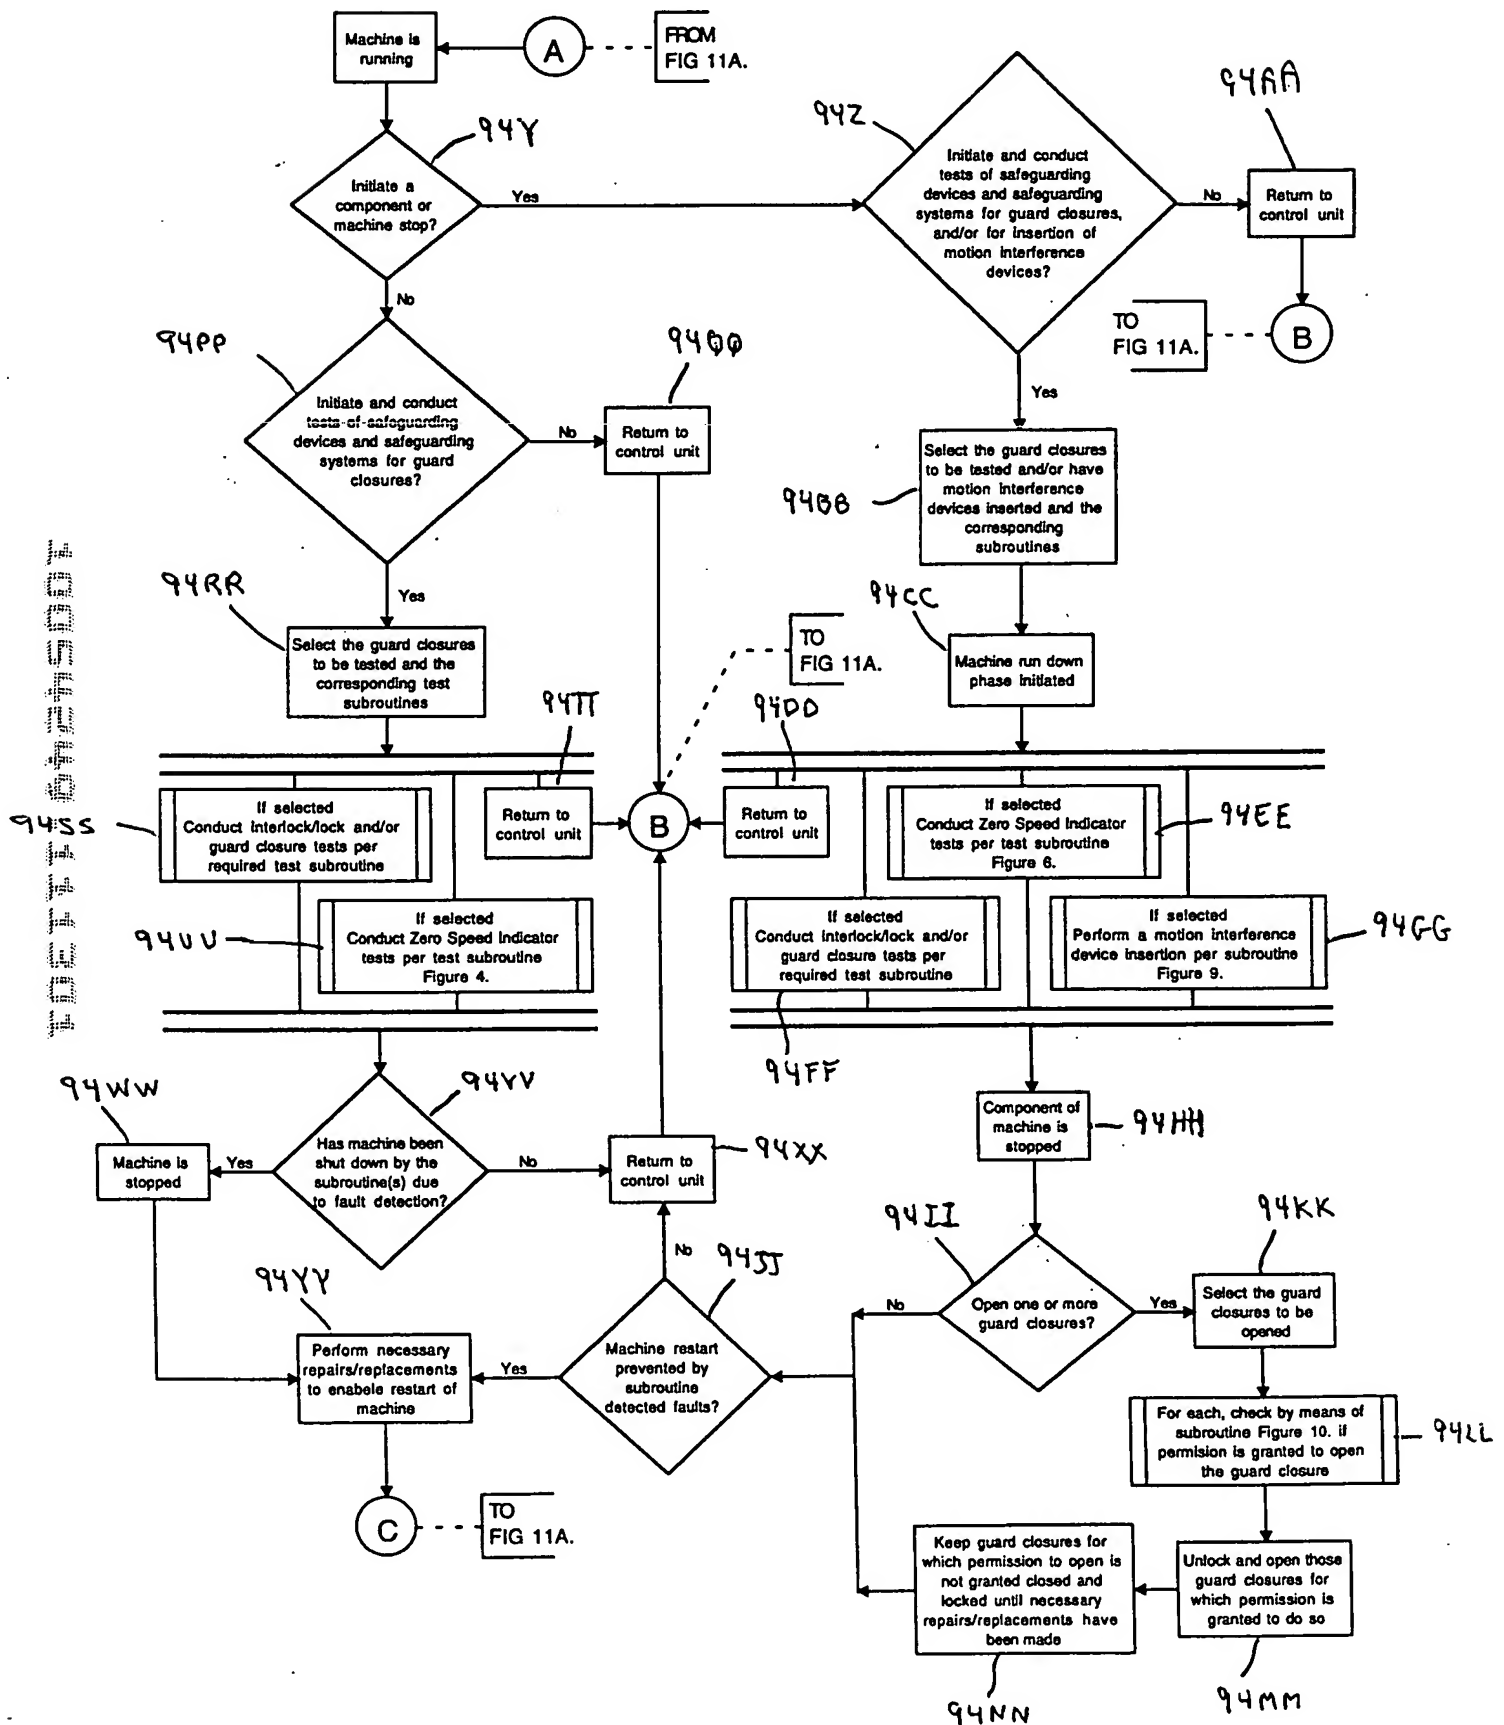 Machine is
running
A
FROM
FIG 11A.
94Y
Initiate a
component or
machine stop?
Yes
No
94Z
Initiate and conduct
tests of safeguarding
devices and safeguarding
systems for guard closures,
and/or for insertion of
motion interference
devices?
No
Yes
94AA
Return to
control unit
TO
FIG 11A.
B
94PP
Initiate and conduct
tests of safeguarding
devices and safeguarding
systems for guard
closures?
No
Yes
94QQ
Return to
control unit
94BB
Select the guard closures
to be tested and/or have
motion interference
devices inserted and the
corresponding
subroutines
94RR
Select the guard closures
to be tested and the
corresponding test
subroutines
94CC
Machine run down
phase initiated
TO
FIG 11A.
94TT
Return to
control unit
B
94DD
Return to
control unit
94SS
If selected
Conduct interlock/lock and/or
guard closure tests per
required test subroutine
94UU
If selected
Conduct Zero Speed Indicator
tests per test subroutine
Figure 4.
If selected
Conduct Zero Speed Indicator
tests per test subroutine
Figure 6.
94EE
If selected
Conduct interlock/lock and/or
guard closure tests per
required test subroutine
94FF
If selected
Perform a motion interference
device insertion per subroutine
Figure 9.
94GG
94WW
Machine is
stopped
Yes
94VV
Has machine been
shut down by the
subroutine(s) due
to fault detection?
No
Return to
control unit
94XX
Component of
machine is
stopped
94HH
94II
Open one or more
guard closures?
No
Yes
94KK
Select the guard
closures to be
opened
94YY
Perform necessary
repairs/replacements
to enabele restart of
machine
Yes
No
94JJ
Machine restart
prevented by
subroutine
detected faults?
For each, check by means of
subroutine Figure 10. if
permision is granted to open
the guard closure
94LL
C
TO
FIG 11A.
Keep guard closures for
which permission to open is
not granted closed and
locked until necessary
repairs/replacements have
been made
94NN
Unlock and open those
guard closures for
which permission is
granted to do so
94MM